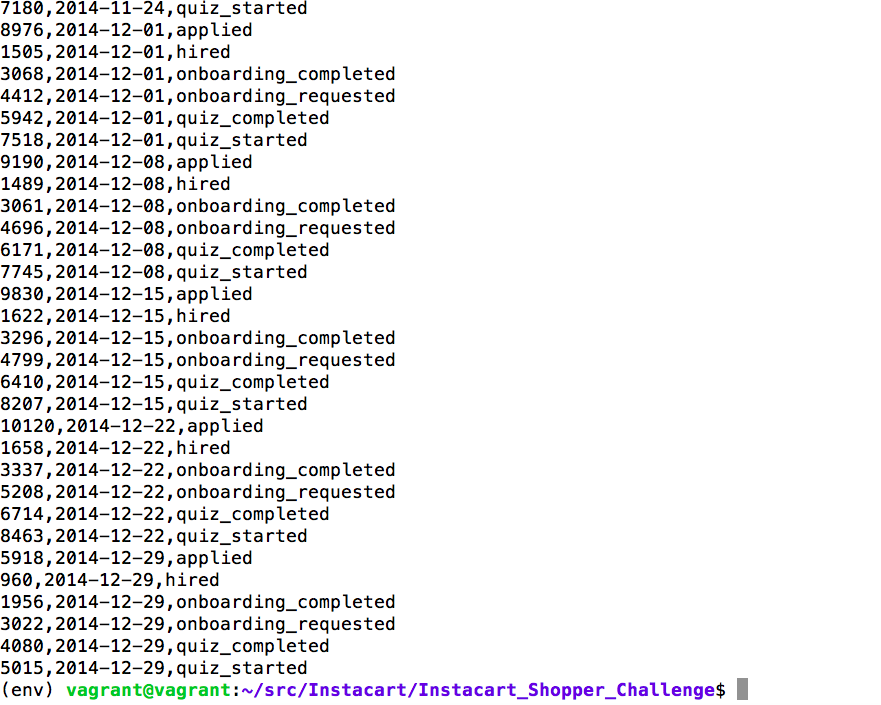 7180,2014-11-24,quiz_started
8976,2014-12-01,applied
1505,2014-12-01,hired
3068,2014-12-01,onboarding_completed
4412,2014-12-01,onboarding_requested
5942,2014-12-01,quiz_completed
7518,2014-12-01,quiz_started
9190,2014-12-08,applied
1489,2014-12-08,hired
3061,2014-12-08,onboarding_completed
4696,2014-12-08,onboarding_requested
6171,2014-12-08,quiz_completed
7745,2014-12-08,quiz_started
9830,2014-12-15,applied
1622,2014-12-15,hired
3296,2014-12-15,onboarding_completed
4799,2014-12-15,onboarding_requested
6410,2014-12-15,quiz_completed
8207,2014-12-15,quiz_started
10120,2014-12-22,applied
1658,2014-12-22,hired
3337,2014-12-22,onboarding_completed
5208,2014-12-22,onboarding_requested
6714,2014-12-22,quiz_completed
8463,2014-12-22,quiz_started
5918,2014-12-29,applied
960,2014-12-29,hired
1956,2014-12-29,onboarding_completed
3022,2014-12-29,onboarding_requested
4080,2014-12-29,quiz_completed
5015,2014-12-29,quiz_started
(env) vagrant@vagrant:~/src/Instacart/Instacart_Shopper_Challenge$